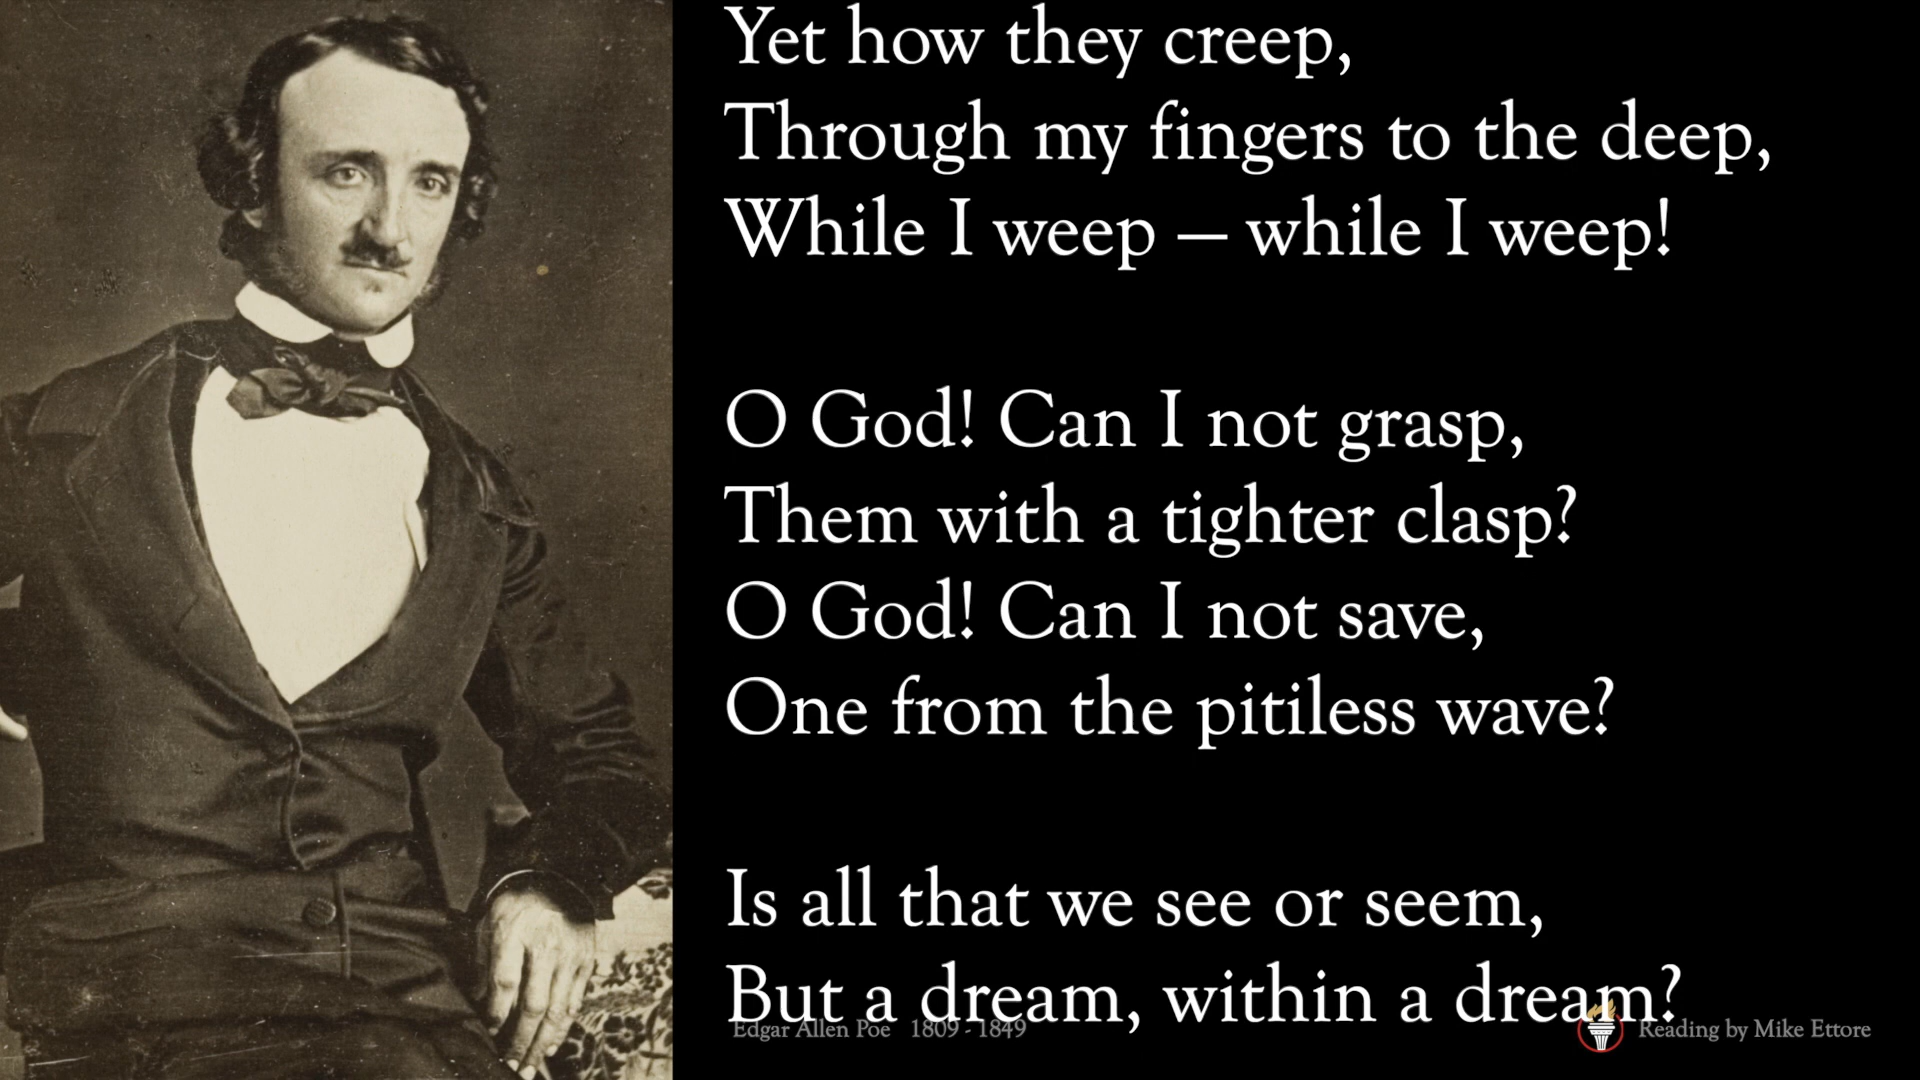 Yet how they creep,
Through my fingers to the deep,
While I weep — while I weep!
O God! Can I not grasp,
Them with a tighter clasp?
O God! Can I not save,
One from the pitiless wave?
Is all that we see or seem,
But a dream, within a dream?
Edgar Allen Poe 1809 - 1849
Reading by Mike Ettore